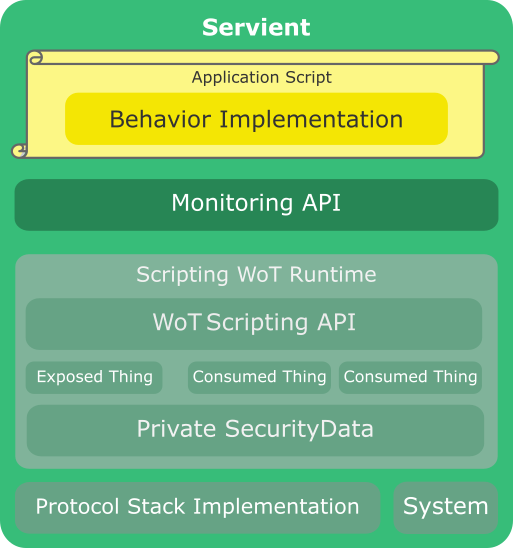 Servient
Application Script
Behavior Implementation
Monitoring API
Scripting WoT Runtime
WoT Scripting API
Exposed Thing
Consumed Thing
Consumed Thing
Private SecurityData
Protocol Stack Implementation
System